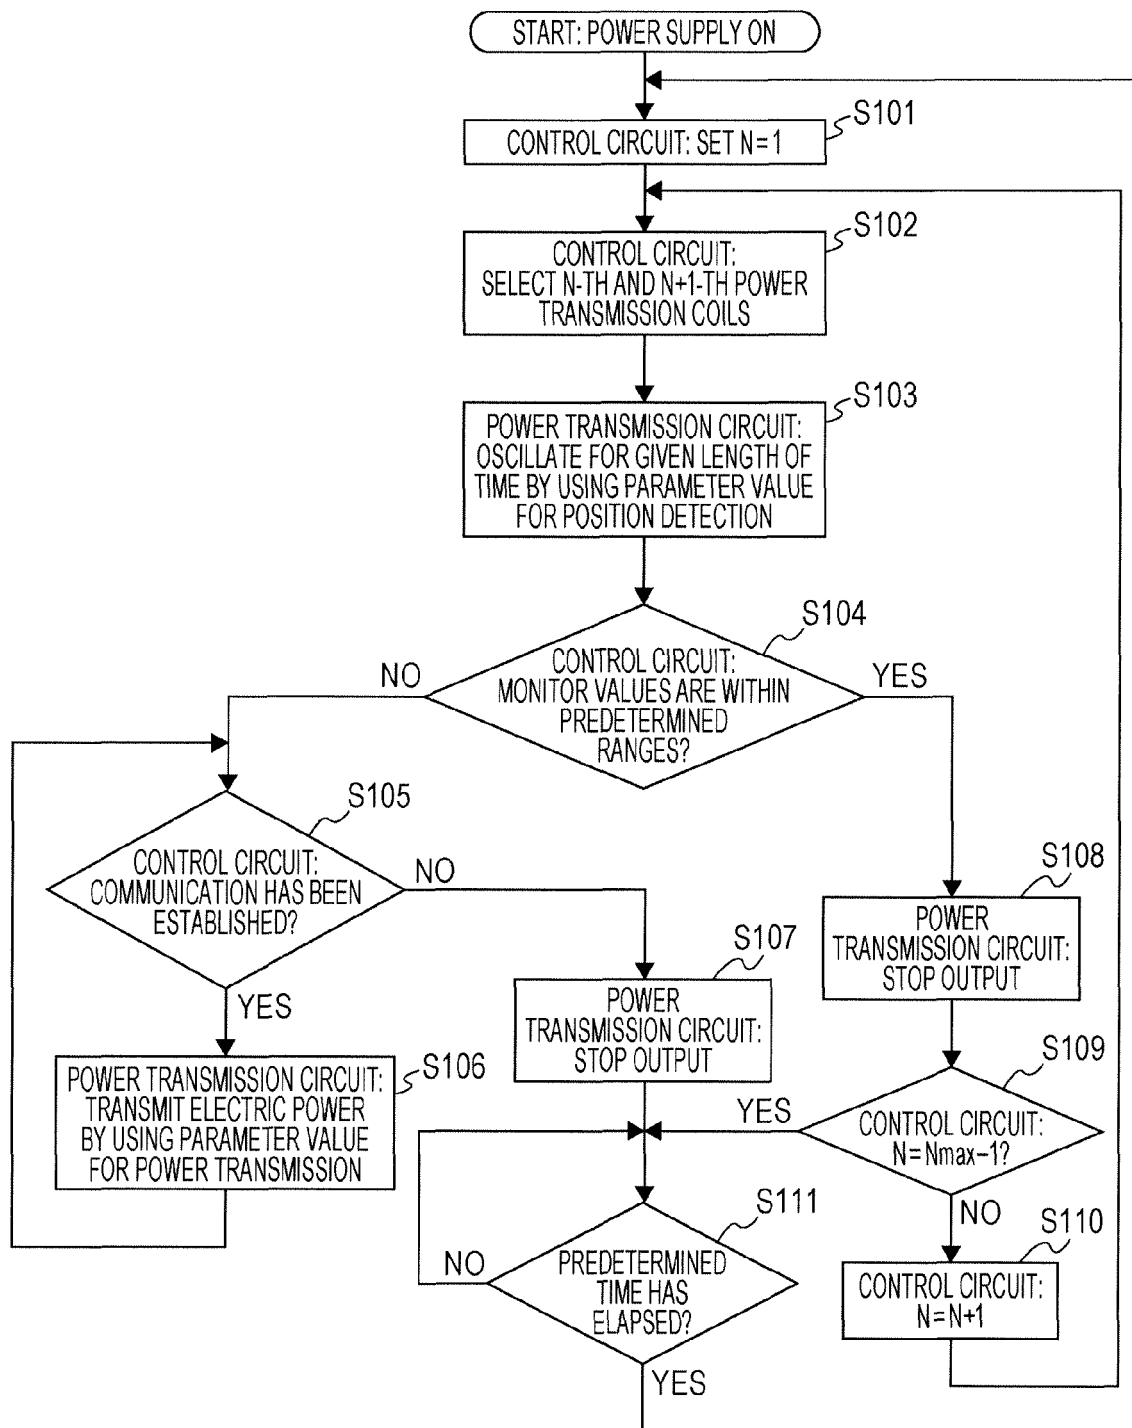 START: POWER SUPPLY ON
S101
CONTROL CIRCUIT: SET N=1
S102
CONTROL CIRCUIT:
SELECT N-TH AND N+1-TH POWER
TRANSMISSION COILS
S103
POWER TRANSMISSION CIRCUIT:
OSCILLATE FOR GIVEN LENGTH OF
TIME BY USING PARAMETER VALUE
FOR POSITION DETECTION
S104
CONTROL CIRCUIT:
MONITOR VALUES ARE WITHIN
PREDETERMINED
RANGES?
NO
YES
S105
CONTROL CIRCUIT:
COMMUNICATION HAS BEEN
ESTABLISHED?
NO
YES
S106
POWER TRANSMISSION CIRCUIT:
TRANSMIT ELECTRIC POWER
BY USING PARAMETER VALUE
FOR POWER TRANSMISSION
S107
POWER
TRANSMISSION CIRCUIT:
STOP OUTPUT
S108
POWER
TRANSMISSION CIRCUIT:
STOP OUTPUT
S109
CONTROL CIRCUIT:
N=Nmax-1?
YES
NO
S110
CONTROL CIRCUIT:
N=N+1
S111
PREDETERMINED
TIME HAS
ELAPSED?
NO
YES